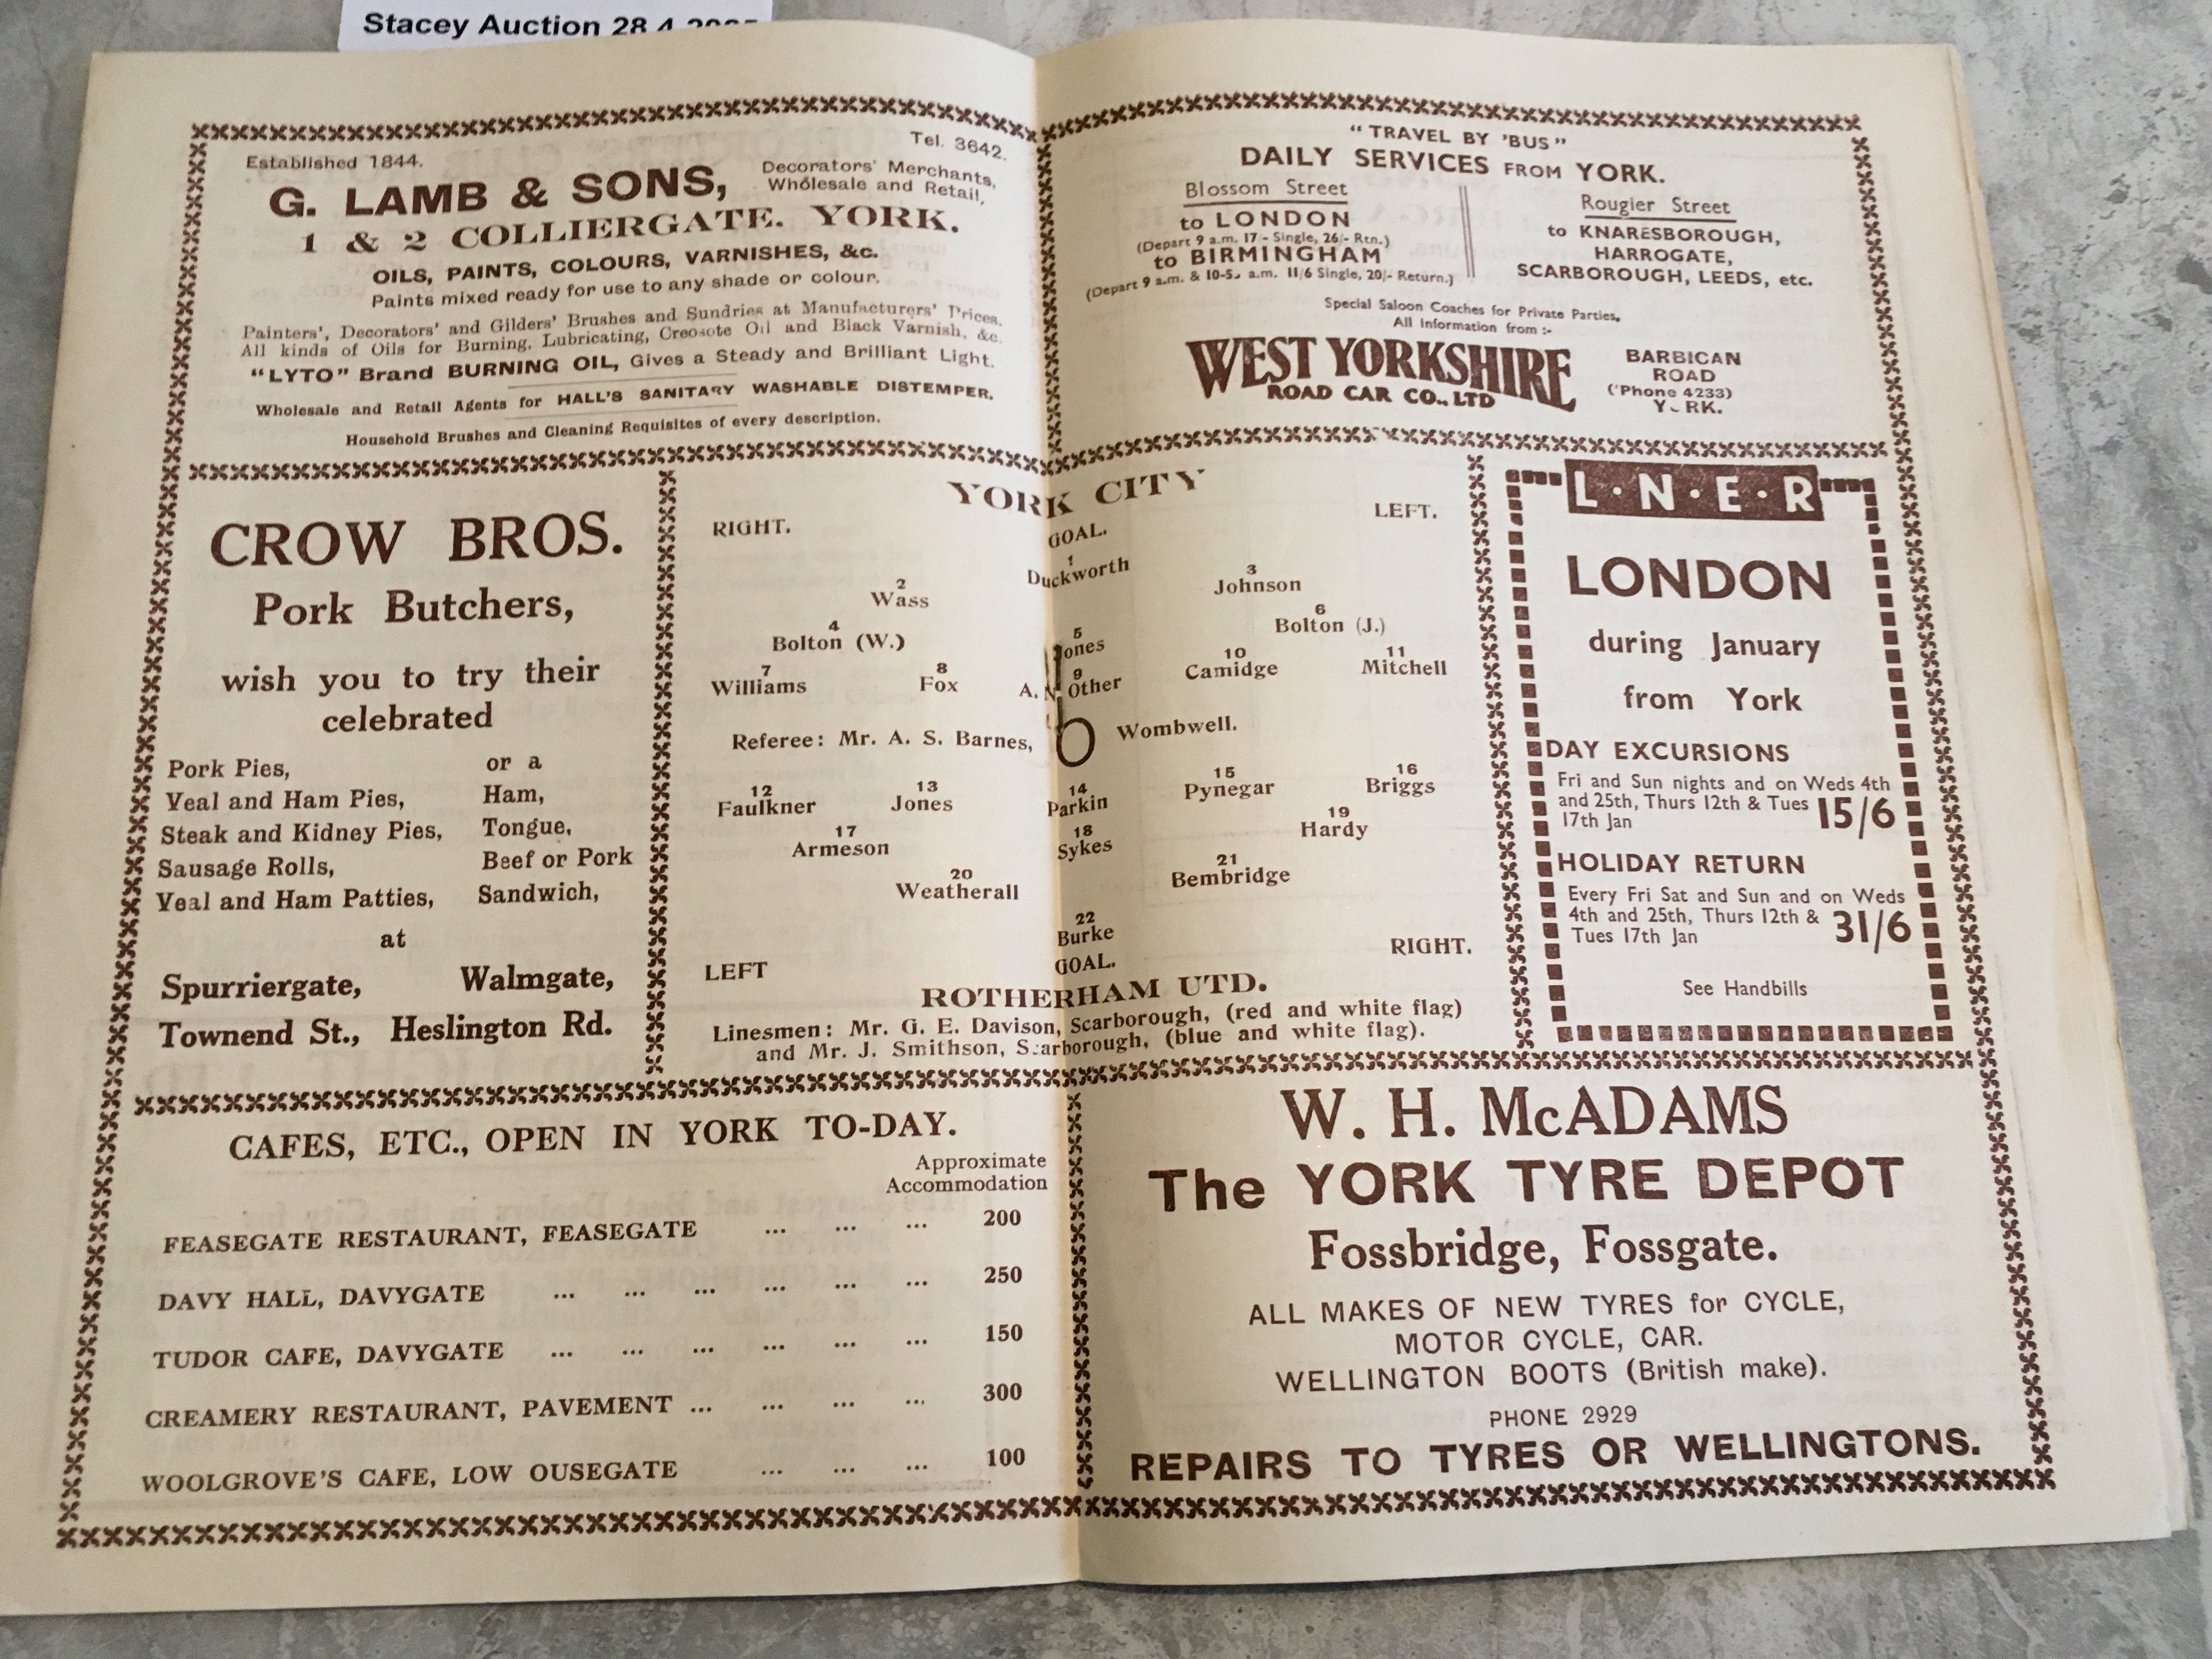 Stacey Auction 28.4
Established 1844.
Tel. 3642.
G. LAMB & SONS,
Decorators' Merchants,
Wholesale and Retail,
1 & 2 COLLIERGATE. YORK.
OILS, PAINTS, COLOURS, VARNISHES, &c.
Paints mixed ready for use to any shade or colour.
Painters', Decorators' and Gilders' Brushes and Sundries at Manufacturers' Prices.
All kinds of Oils for Burning, Lubricating, Creosote Oil and Black Varnish, &c.
"LYTO" Brand BURNING OIL, Gives a Steady and Brilliant Light.
Wholesale and Retail Agents for HALL'S SANITARY WASHABLE DISTEMPER.
Household Brushes and Cleaning Requisites of every description.
"TRAVEL BY 'BUS"
DAILY SERVICES FROM YORK.
Blossom Street
to LONDON
(Depart 9 a.m. 17/- Single, 26/- Rtn.)
to BIRMINGHAM
(Depart 9 a.m. & a.m. 11/6 Single, 20/- Return.)
Rougier Street
to KNARESBOROUGH,
HARROGATE,
SCARBOROUGH, LEEDS, etc.
Special Saloon Coaches for Private Parties.
All Information from :-
WEST YORKSHIRE
ROAD CAR CO., LTD
BARBICAN
ROAD
('Phone 4233)
YORK.
CROW BROS.
Pork Butchers,
wish you to try their
celebrated
Pork Pies,
Veal and Ham Pies,
Steak and Kidney Pies,
Sausage Rolls,
Veal and Ham Patties,
or a
Ham,
Tongue,
Beef or Pork
Sandwich,
at
Spurriergate, Walmgate,
Townend St., Heslington Rd.
YORK CITY
RIGHT. GOAL. LEFT.
1
Duckworth
2 3
Wass Johnson
4 5 6
Bolton (W.) Jones Bolton (J.)
7 8 9 10 11
Williams Fox A. N. Other Camidge Mitchell
Referee: Mr. A. S. Barnes, Wombwell.
12 13 14 15 16
Faulkner Jones Parkin Pynegar Briggs
17 18 19
Armeson Sykes Hardy
20 21
Weatherall Bembridge
22
Burke
LEFT GOAL. RIGHT.
ROTHERHAM UTD.
Linesmen: Mr. G. E. Davison, Scarborough, (red and white flag)
and Mr. J. Smithson, Scarborough, (blue and white flag).
L·N·E·R
LONDON
during January
from York
DAY EXCURSIONS
Fri and Sun nights and on Weds 4th
and 25th, Thurs 12th & Tues
17th Jan
15/6
HOLIDAY RETURN
Every Fri Sat and Sun and on Weds
4th and 25th, Thurs 12th &
Tues 17th Jan
31/6
See Handbills
CAFES, ETC., OPEN IN YORK TO-DAY.
Approximate
Accommodation
FEASEGATE RESTAURANT, FEASEGATE ... ... ... 200
DAVY HALL, DAVYGATE ... ... ... ... ... ... 250
TUDOR CAFE, DAVYGATE ... ... ... ... ... ... 150
CREAMERY RESTAURANT, PAVEMENT ... ... ... ... 300
WOOLGROVE'S CAFE, LOW OUSEGATE ... ... ... 100
W. H. McADAMS
The YORK TYRE DEPOT
Fossbridge, Fossgate.
ALL MAKES OF NEW TYRES for CYCLE,
MOTOR CYCLE, CAR.
WELLINGTON BOOTS (British make).
PHONE 2929
REPAIRS TO TYRES OR WELLINGTONS.